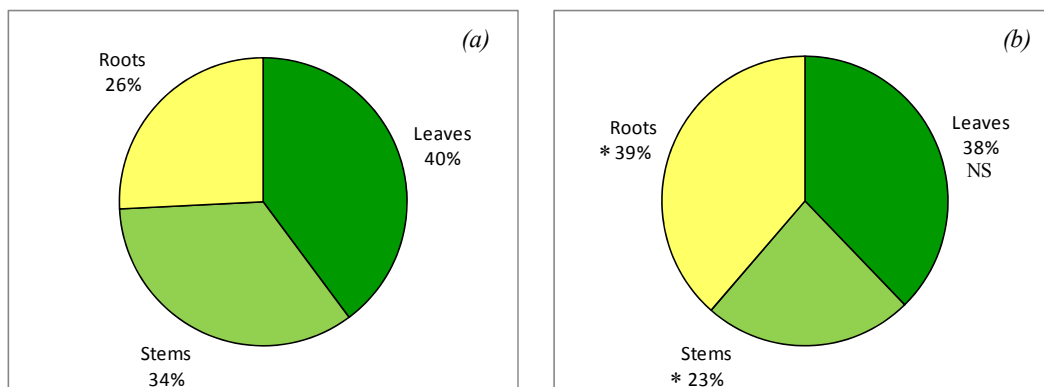 (a)
Roots
26%
Leaves
40%
Stems
34%
(b)
Roots
* 39%
Leaves
38%
NS
Stems
* 23%